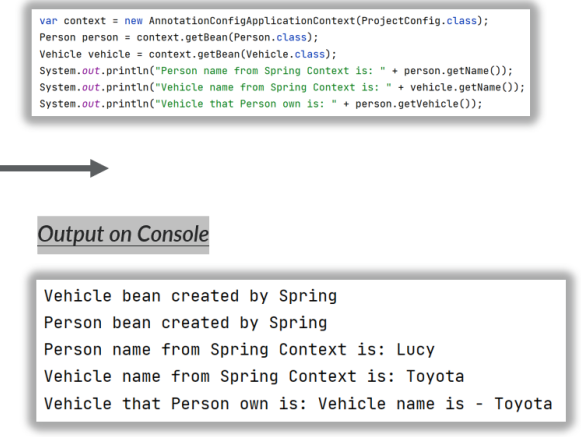 var context = new AnnotationConfigApplicationContext(ProjectConfig.class);
Person person = context.getBean(Person.class);
Vehicle vehicle = context.getBean(Vehicle.class);
System.out.println("Person name from Spring Context is: " + person.getName());
System.out.println("Vehicle name from Spring Context is: " + vehicle.getName());
System.out.println("Vehicle that Person own is: " + person.getVehicle());
Output on Console
Vehicle bean created by Spring
Person bean created by Spring
Person name from Spring Context is: Lucy
Vehicle name from Spring Context is: Toyota
Vehicle that Person own is: Vehicle name is - Toyota